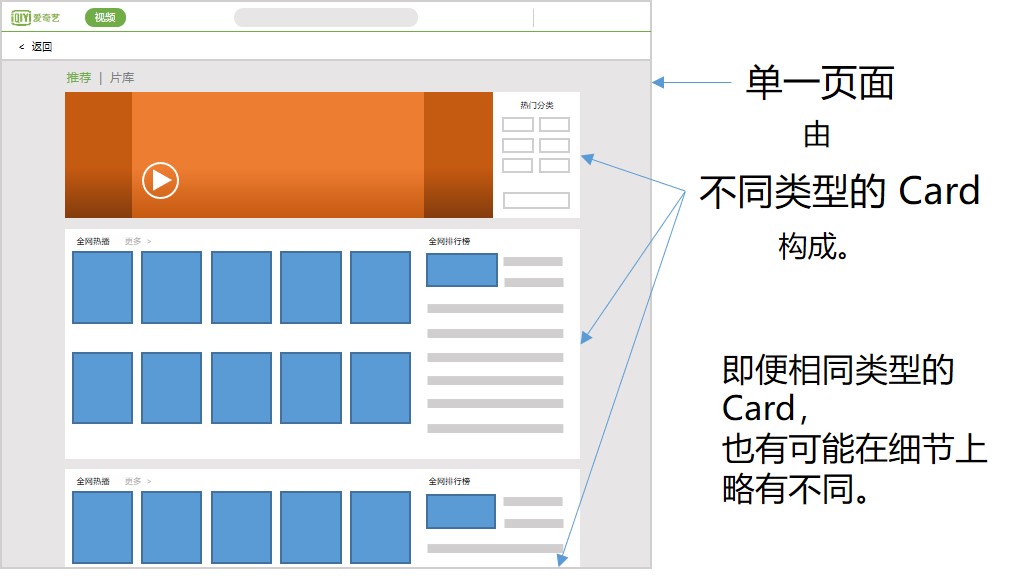 iQIYI 爱奇艺
视频
< 返回
推荐 | 片库
热门分类
全网热播 更多 >
全网排行榜
全网热播 更多 >
全网排行榜
单一页面
由
不同类型的 Card
构成。
即便相同类型的
Card，
也有可能在细节上
略有不同。